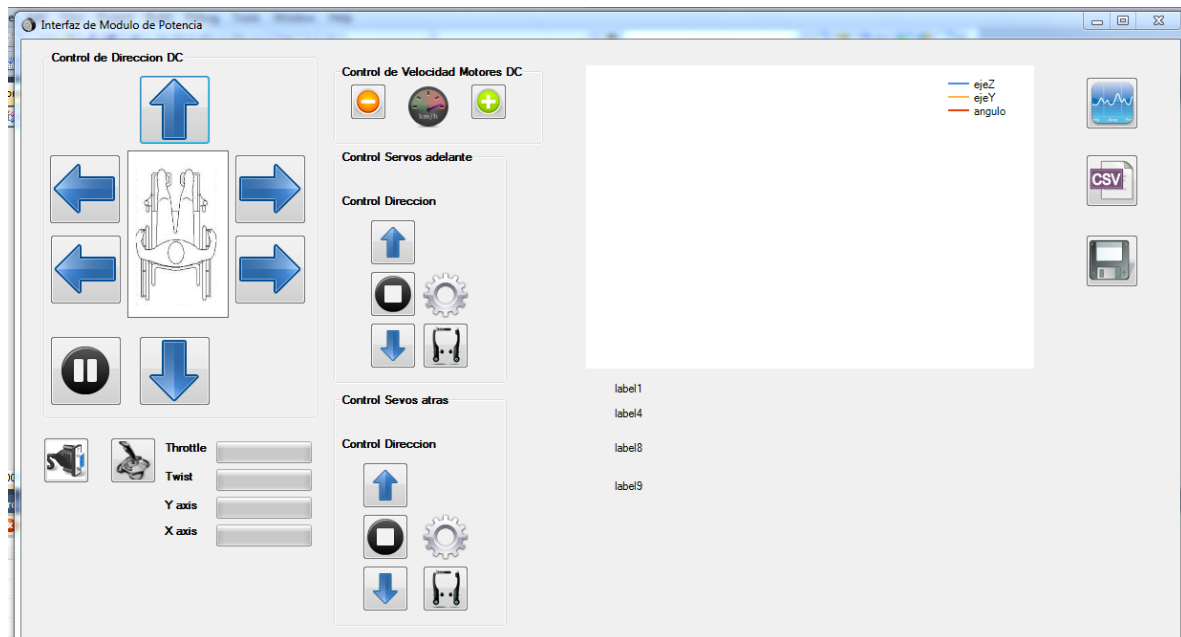 Interfaz de Modulo de Potencia
Control de Direccion DC
Control de Velocidad Motores DC
km/h
Control Servos adelante
Control Direccion
Control Sevos atras
Control Direccion
Throttle
Twist
Y axis
X axis
ejeZ
ejeY
angulo
label1
label4
label8
label9
CSV